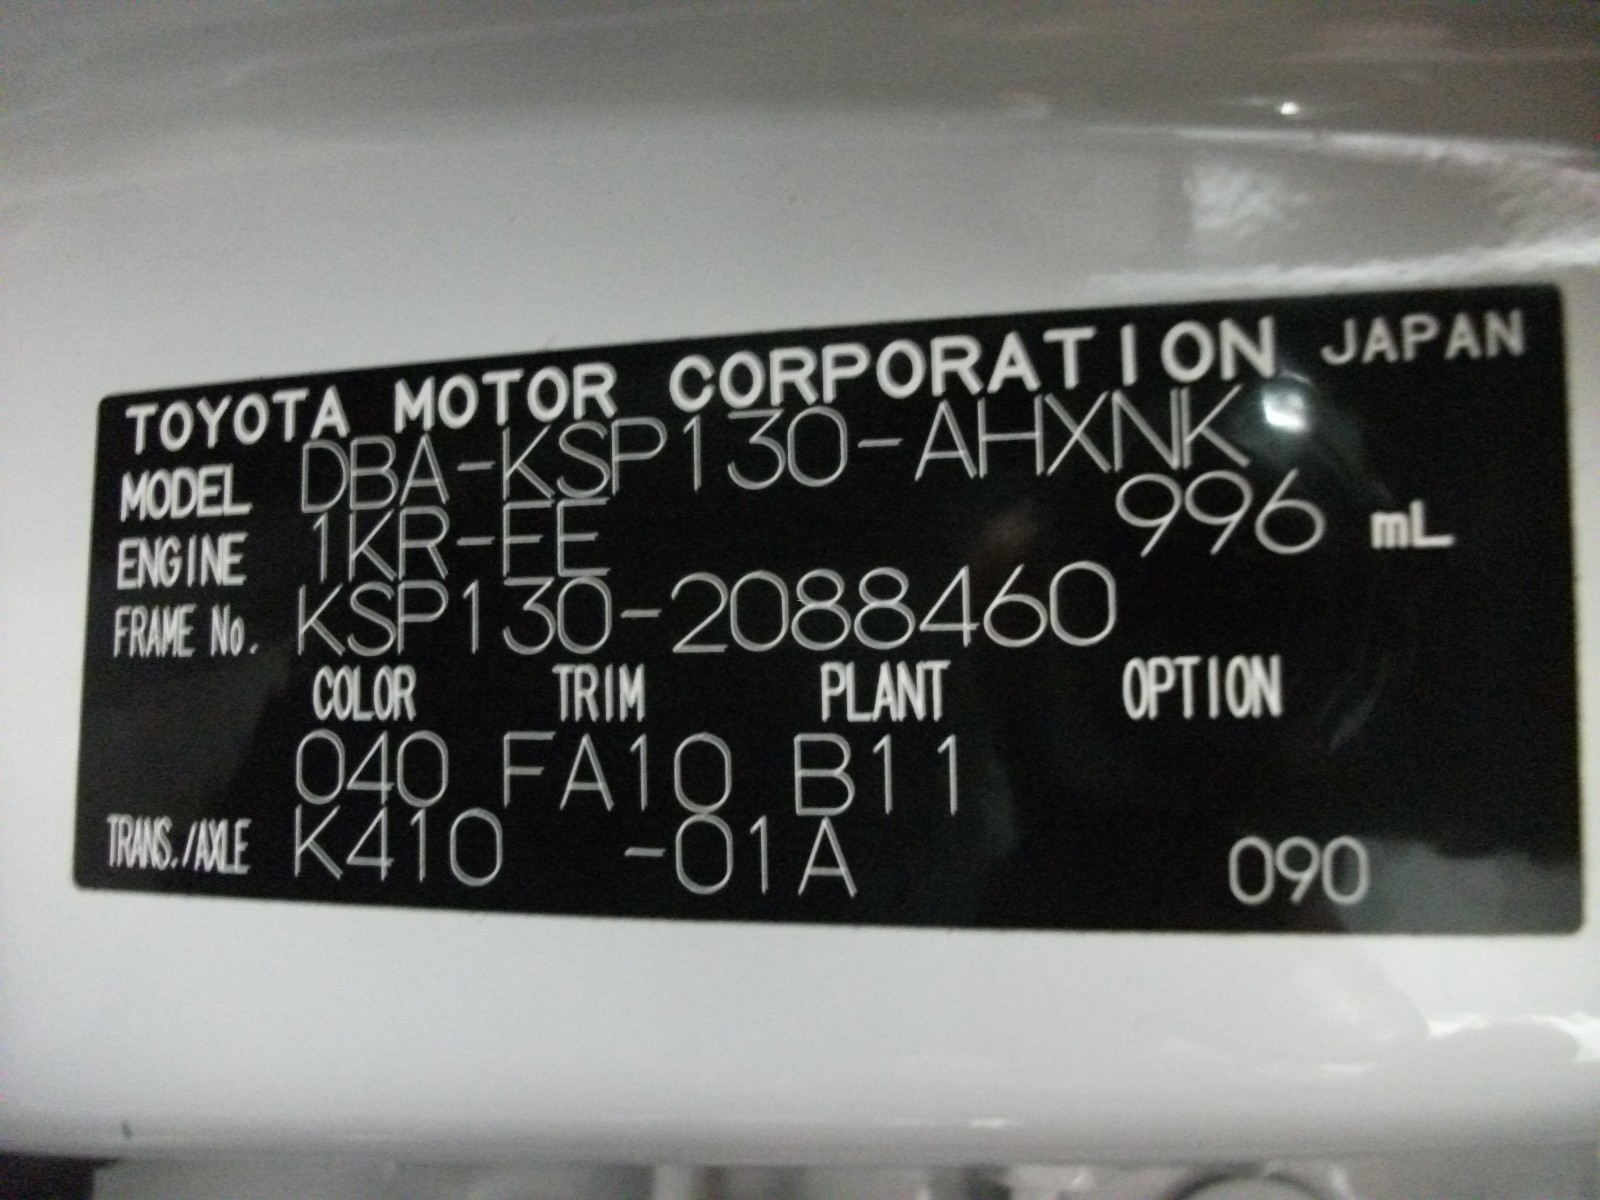 TOYOTA MOTOR CORPORATION JAPAN
MODEL DBA-KSP130-AHXNK
ENGINE 1KR-FE 996 mL
FRAME No. KSP130-2088460
COLOR TRIM PLANT OPTION
040 FA10 B11
TRANS./AXLE K410 -01A 090